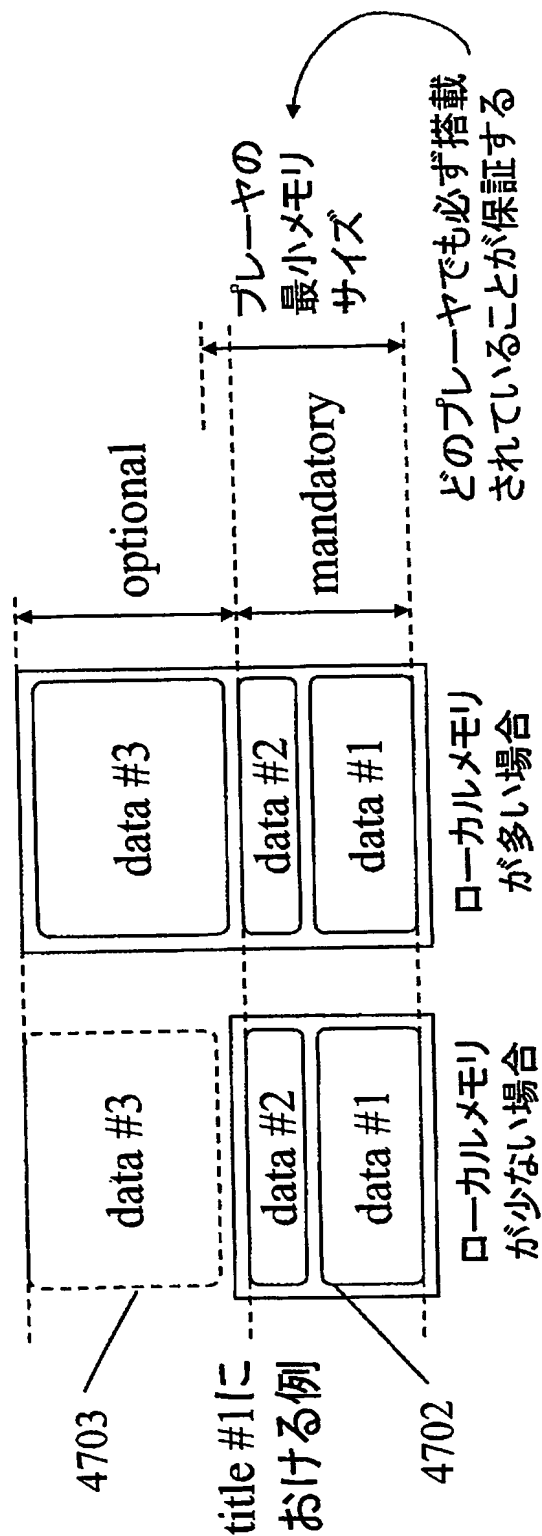 4703
title #1に
おける例
4702
data #3
data #2
data #1
ローカルメモリ
が少ない場合
data #3
data #2
data #1
ローカルメモリ
が多い場合
optional
mandatory
プレーヤの
最小メモリ
サイズ
どのプレーヤでも必ず搭載
されていることが保証する